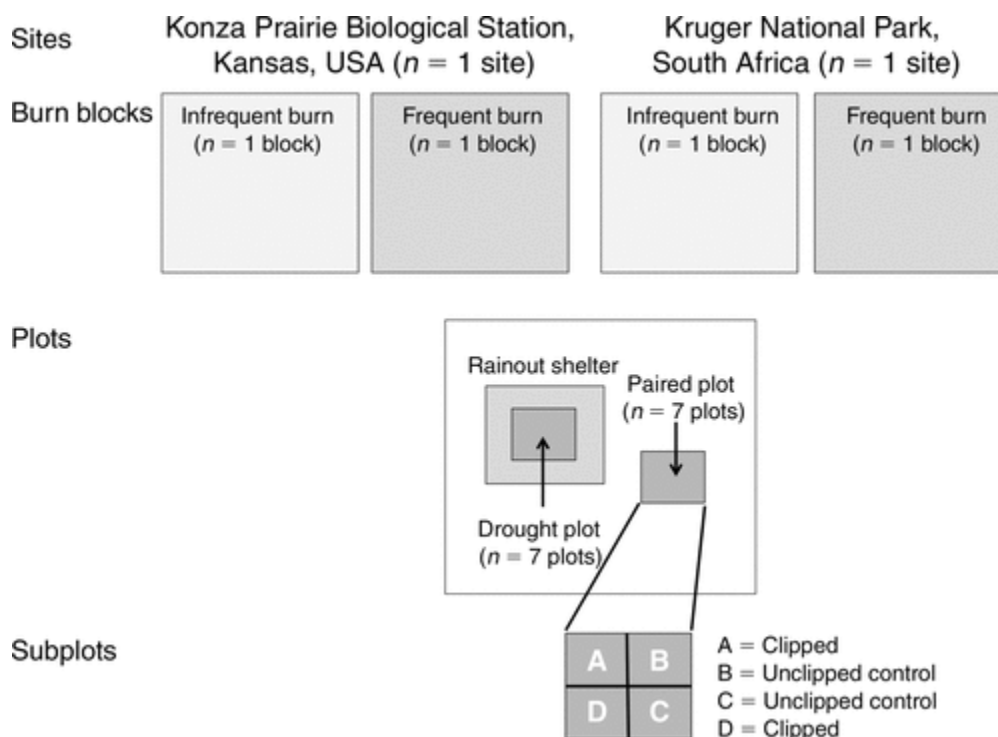 Sites
Konza Prairie Biological Station,
Kansas, USA (n = 1 site)
Kruger National Park,
South Africa (n = 1 site)
Burn blocks
Infrequent burn
(n = 1 block)
Frequent burn
(n = 1 block)
Infrequent burn
(n = 1 block)
Frequent burn
(n = 1 block)
Plots
Rainout shelter
Paired plot
(n = 7 plots)
Drought plot
(n = 7 plots)
Subplots
A B
D C
A = Clipped
B = Unclipped control
C = Unclipped control
D = Clipped